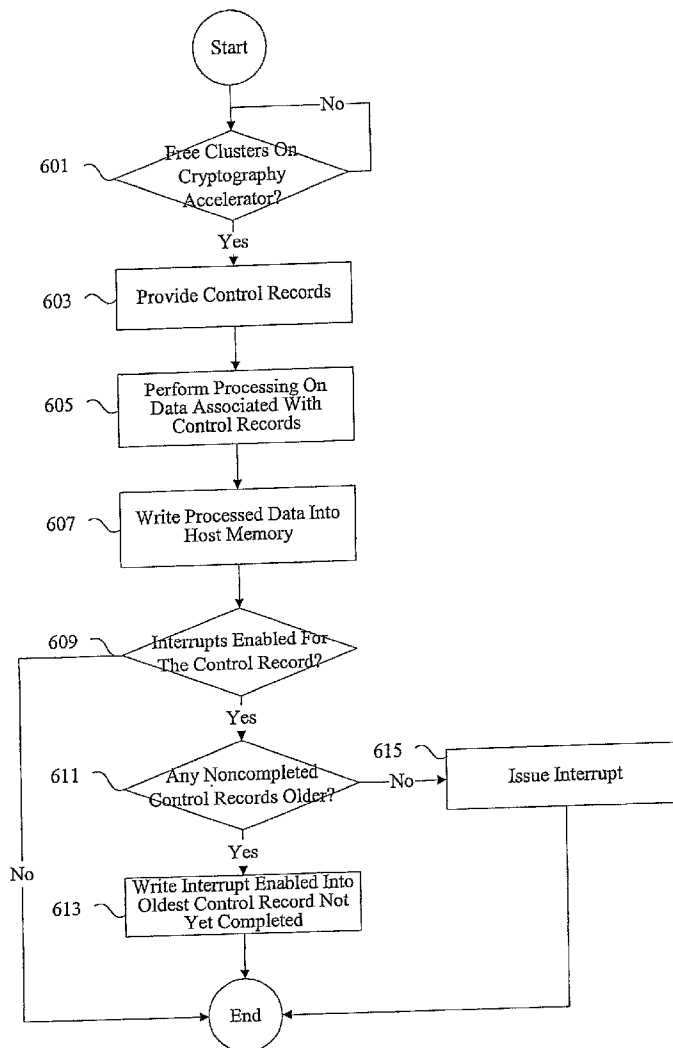 Start
No
601
Free Clusters On
Cryptography
Accelerator?
Yes
603
Provide Control Records
605
Perform Processing On
Data Associated With
Control Records
607
Write Processed Data Into
Host Memory
609
Interrupts Enabled For
The Control Record?
Yes
615
611
Any Noncompleted
Control Records Older?
No
Issue Interrupt
Yes
No
613
Write Interrupt Enabled Into
Oldest Control Record Not
Yet Completed
End